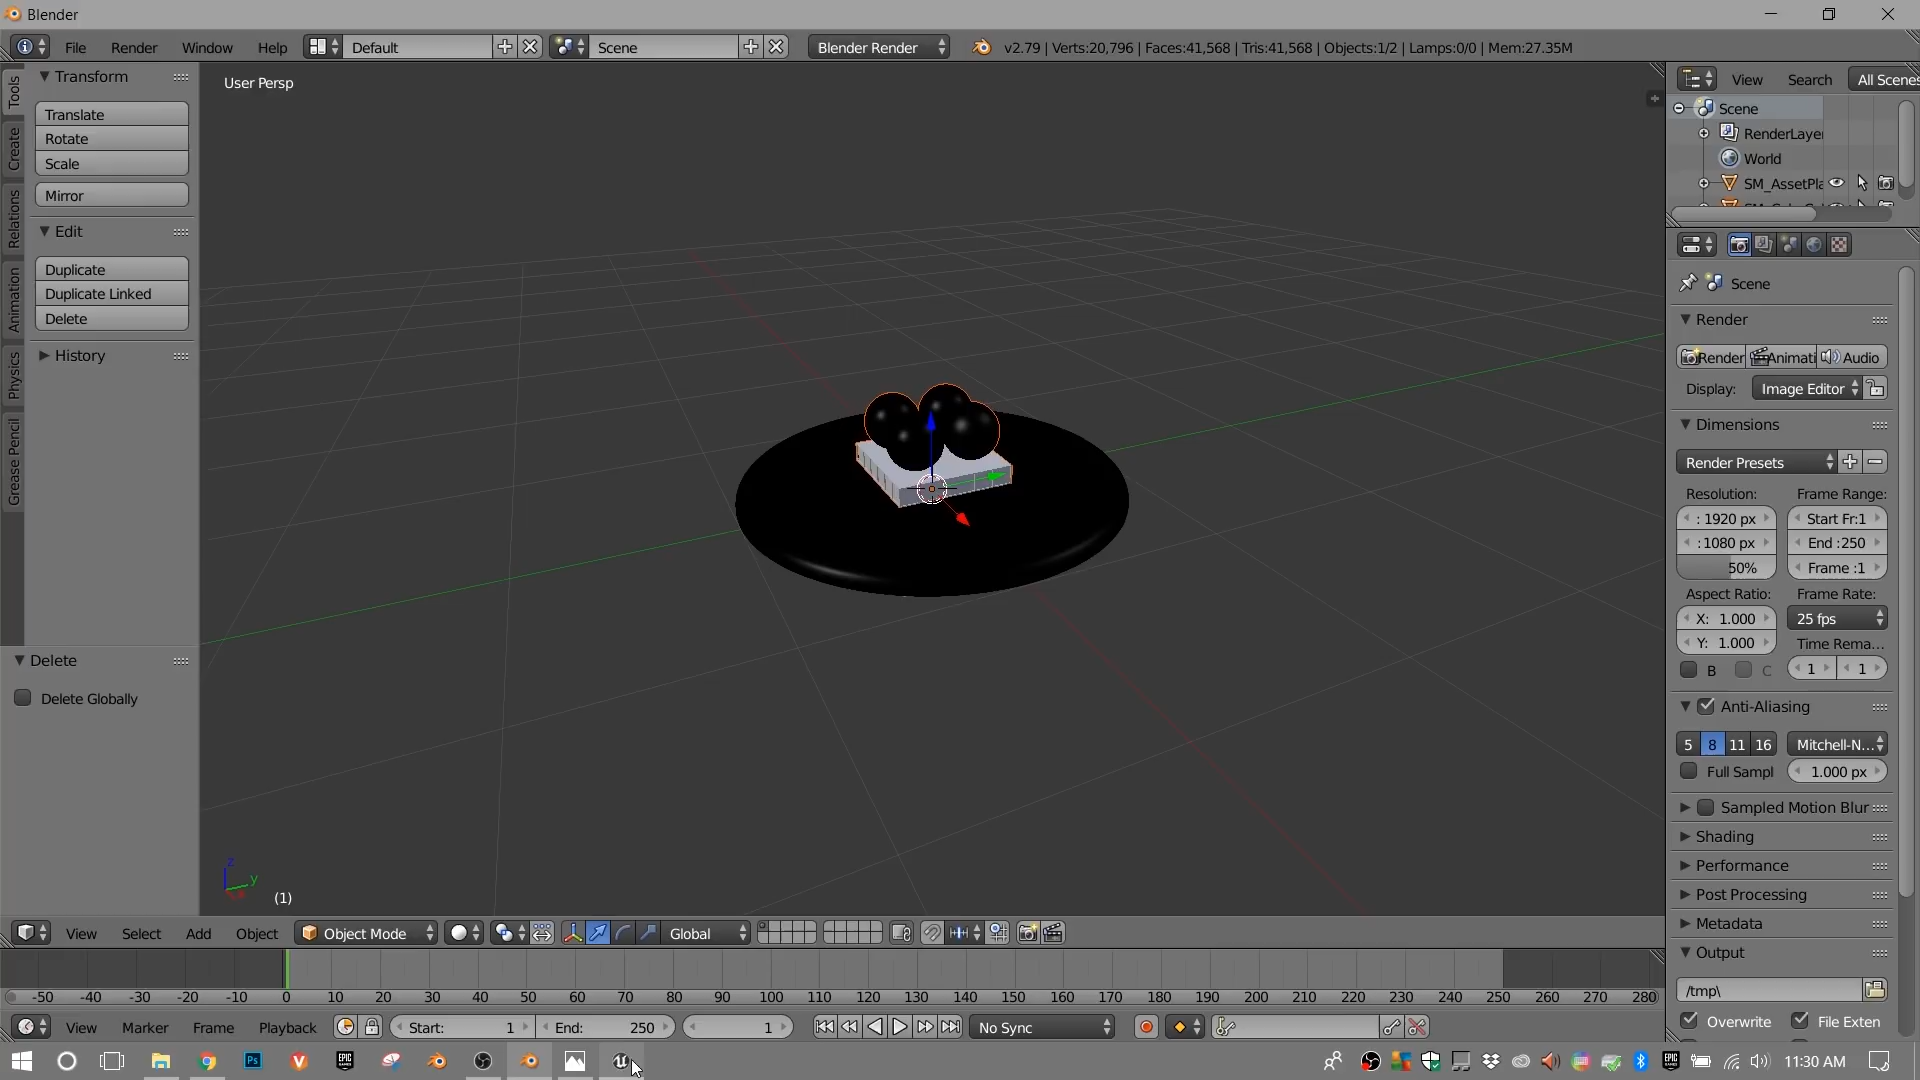 Blender
File Render Window Help Default Scene Blender Render v2.79 | Verts:20,796 | Faces:41,568 | Tris:41,568 | Objects:1/2 | Lamps:0/0 | Mem:27.35M
Tools
Create
Relations
Animation
Physics
Grease Pencil
Transform
Translate
Rotate
Scale
Mirror
Edit
Duplicate
Duplicate Linked
Delete
History
Delete
Delete Globally
User Persp
(1)
z
y
View Search All Scenes
Scene
RenderLaye
World
SM_AssetPla
Scene
Render
Render Animati Audio
Display: Image Editor
Dimensions
Render Presets
Resolution: Frame Range:
: 1920 px Start Fr:1
:1080 px End :250
50% Frame :1
Aspect Ratio: Frame Rate:
X: 1.000 25 fps
Y: 1.000 Time Rema...
B C 1 1
Anti-Aliasing
5 8 11 16 Mitchell-N...
Full Sampl 1.000 px
Sampled Motion Blur
Shading
Performance
Post Processing
Metadata
Output
/tmp\
Overwrite File Exten
View Select Add Object Object Mode Global
-50 -40 -30 -20 -10 0 10 20 30 40 50 60 70 80 90 100 110 120 130 140 150 160 170 180 190 200 210 220 230 240 250 260 270 280
View Marker Frame Playback Start: 1 End: 250 1 No Sync
Ps V EPIC GAMES EPIC GAMES 11:30 AM